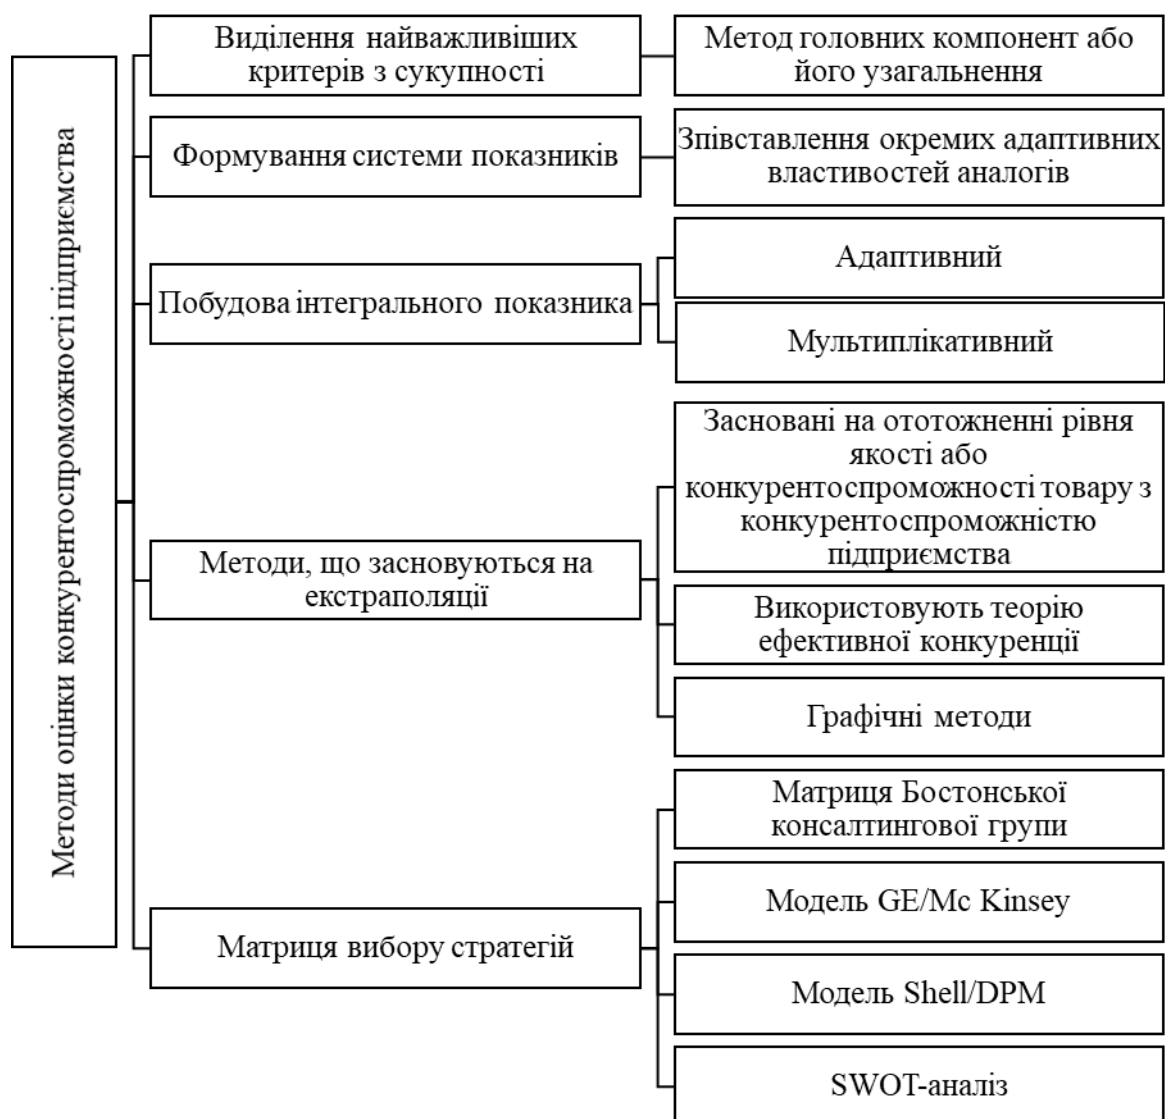 Методи оцінки конкурентоспроможності підприємства
Виділення найважливіших
критерів з сукупності
Метод головних компонент або
його узагальнення
Формування системи показників
Зпівставлення окремих адаптивних
властивостей аналогів
Побудова інтегрального показника
Адаптивний
Мультиплікативний
Методи, що засновуються на
екстраполяції
Засновані на ототожненні рівня
якості або
конкурентоспроможності товару з
конкурентоспроможністю
підприємства
Використовують теорію
ефективної конкуренції
Графічні методи
Матриця вибору стратегій
Матриця Бостонської
консалтингової групи
Модель GE/Mc Kinsey
Модель Shell/DPM
SWOT-аналіз